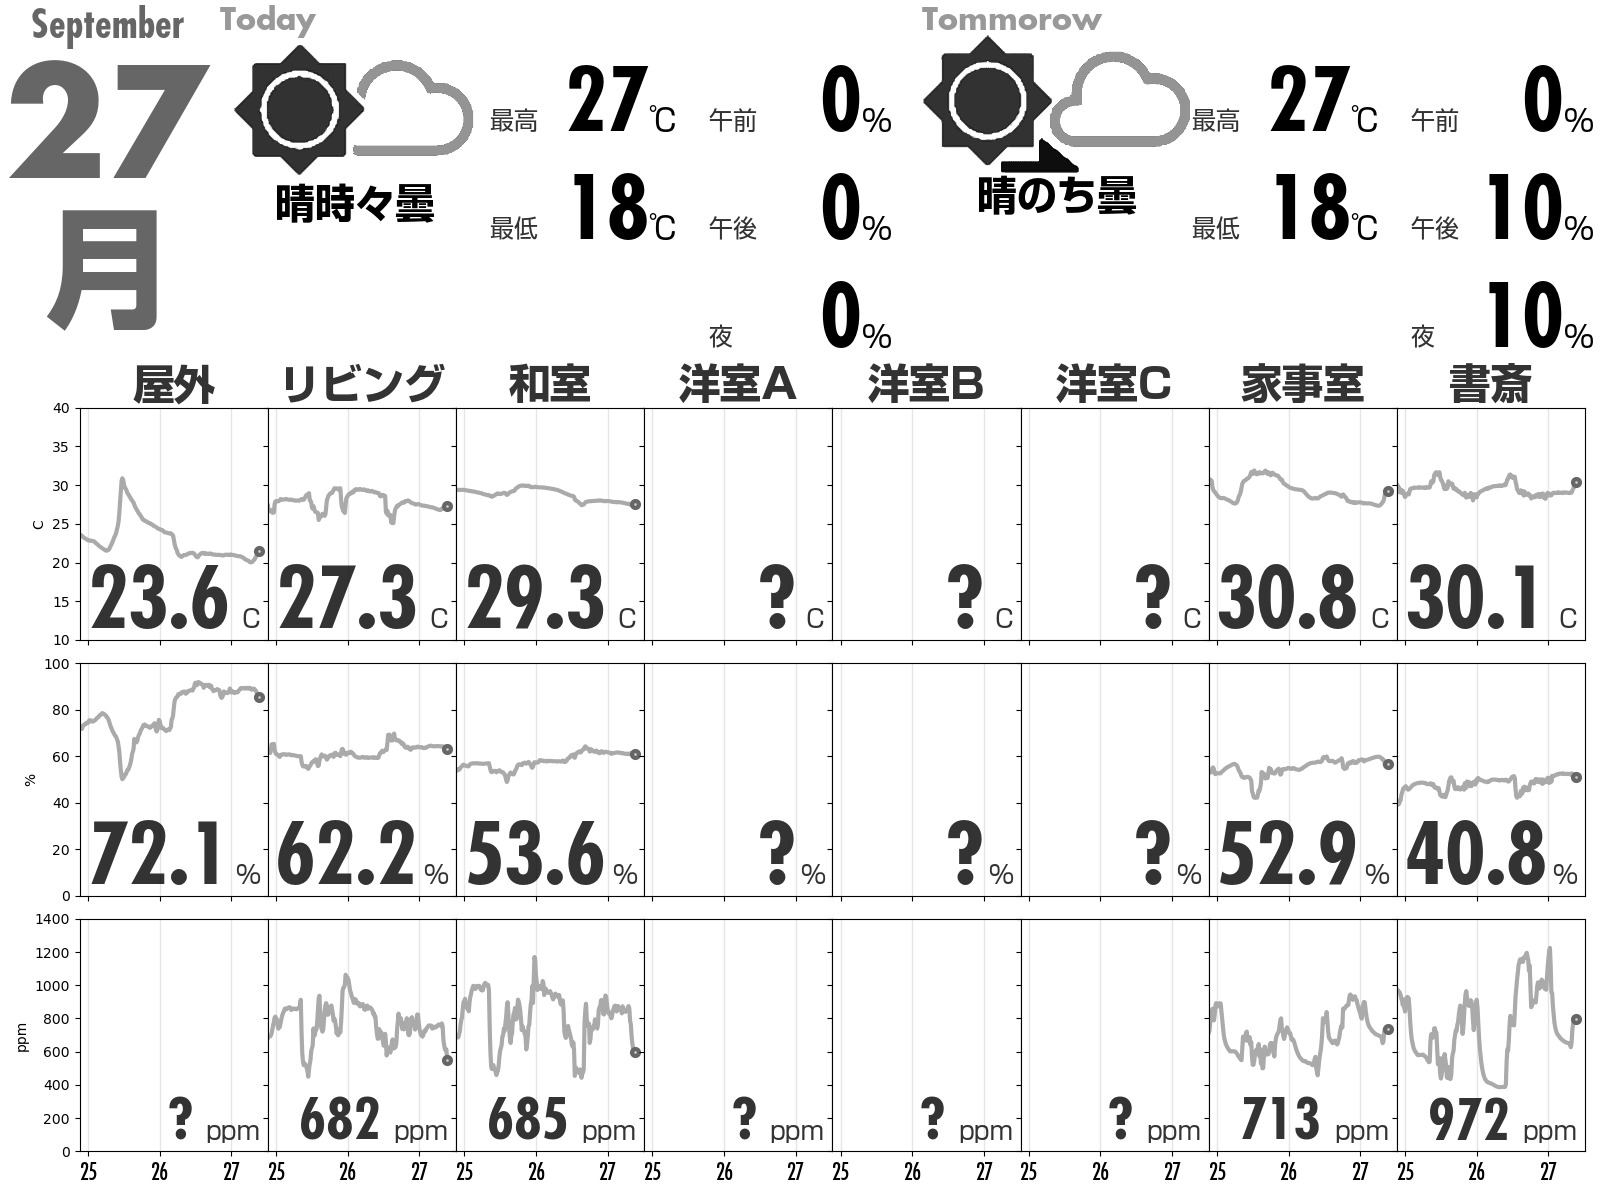 September
27
月
Today
晴時々曇
最高 27 ℃ 午前 0 %
最低 18 ℃ 午後 0 %
夜 0 %
Tommorow
晴のち曇
最高 27 ℃ 午前 0 %
最低 18 ℃ 午後 10 %
夜 10 %
屋外 リビング 和室 洋室A 洋室B 洋室C 家事室 書斎
40
35
30
25
20
15
10
C
23.6 C 27.3 C 29.3 C ? C ? C ? C 30.8 C 30.1 C
100
80
60
40
20
0
%
72.1 % 62.2 % 53.6 % ? % ? % ? % 52.9 % 40.8 %
1400
1200
1000
800
600
400
200
0
ppm
? ppm 682 ppm 685 ppm ? ppm ? ppm ? ppm 713 ppm 972 ppm
25 26 27 25 26 27 25 26 27 25 26 27 25 26 27 25 26 27 25 26 27 25 26 27